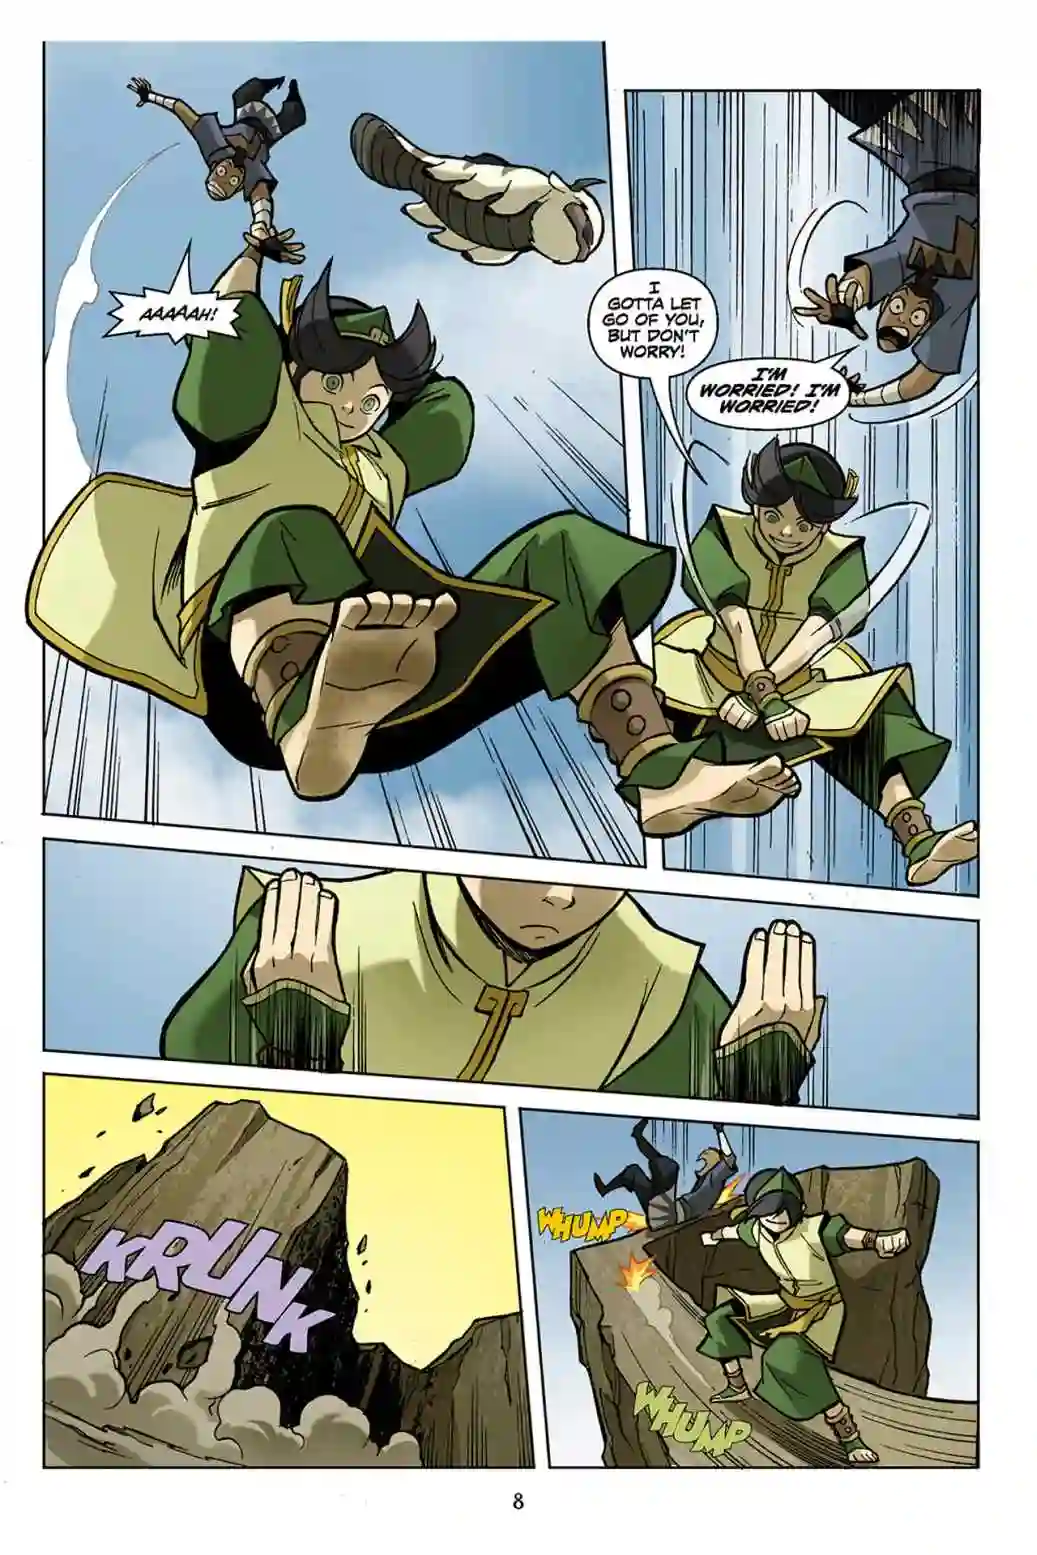 AAAAAH!
I
GOTTA LET
GO OF YOU,
BUT DON'T
WORRY!
I'M
WORRIED! I'M
WORRIED!
KRUNK
WHUMP
WHUMP
8